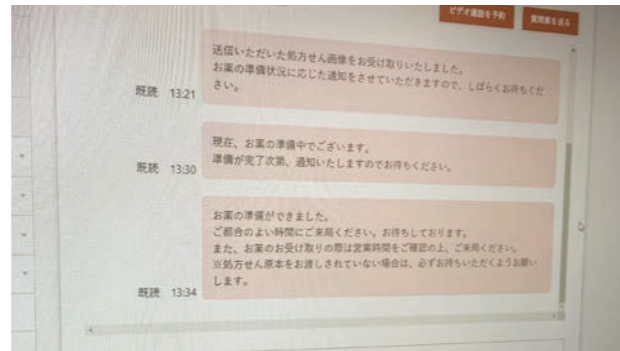 ビデオ通話を予約
質問票を送る
送信いただいた処方せん画像をお受け取りいたしました。
お薬の準備状況に応じた通知をさせていただきますので、しばらくお待ちくだ
さい。
既読 13:21
現在、お薬の準備中でございます。
準備が完了次第、通知いたしますのでお待ちください。
既読 13:30
お薬の準備ができました。
ご都合のよい時間にご来局ください。お待ちしております。
また、お薬のお受け取りの際は営業時間をご確認の上、ご来局ください。
※処方せん原本をお渡しされていない場合は、必ずお持ちいただくようお願い
します。
既読 13:34